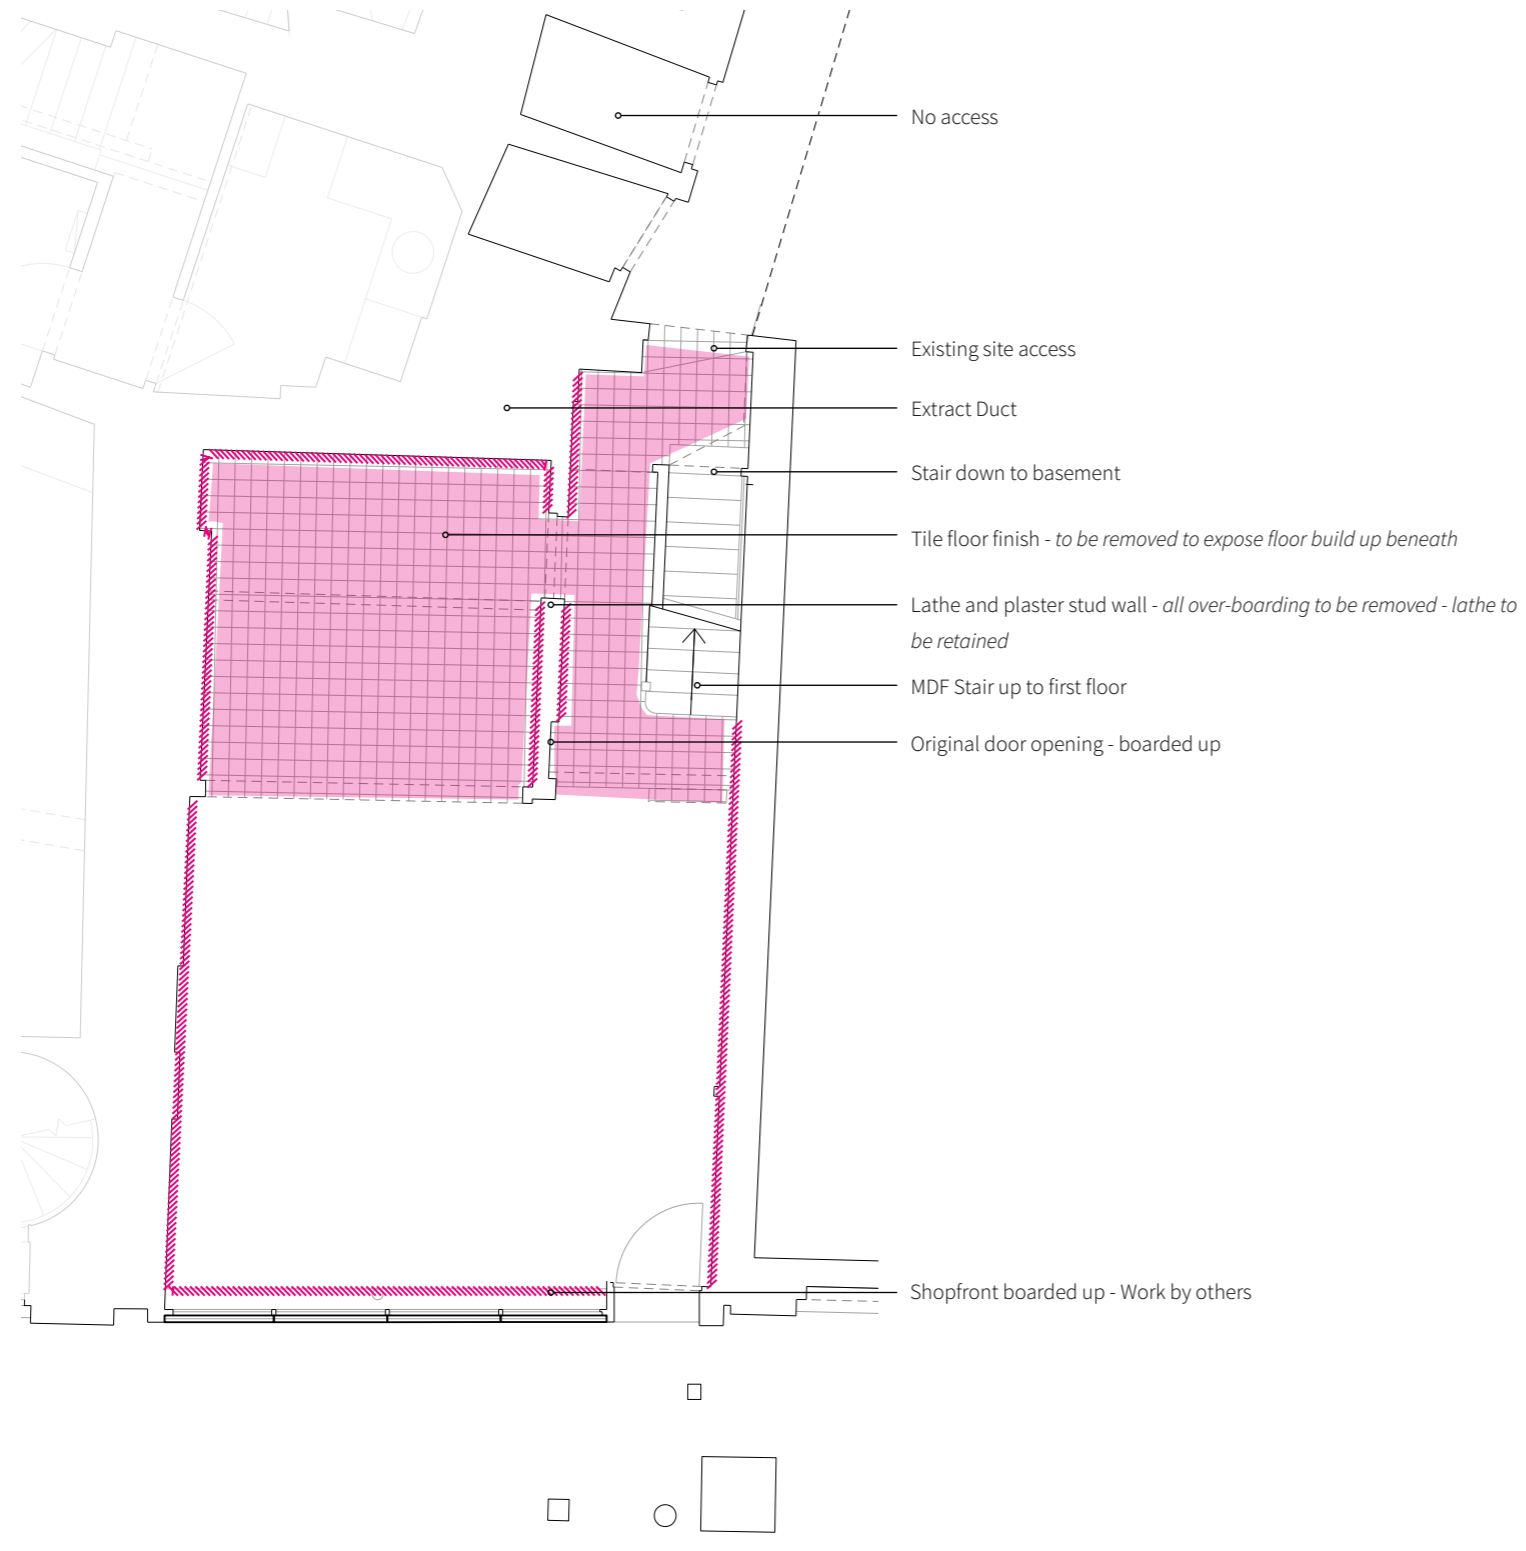 No access
Existing site access
Extract Duct
Stair down to basement
Tile floor finish - to be removed to expose floor build up beneath
Lathe and plaster stud wall - all over-boarding to be removed - lathe to
be retained
MDF Stair up to first floor
Original door opening - boarded up
Shopfront boarded up - Work by others